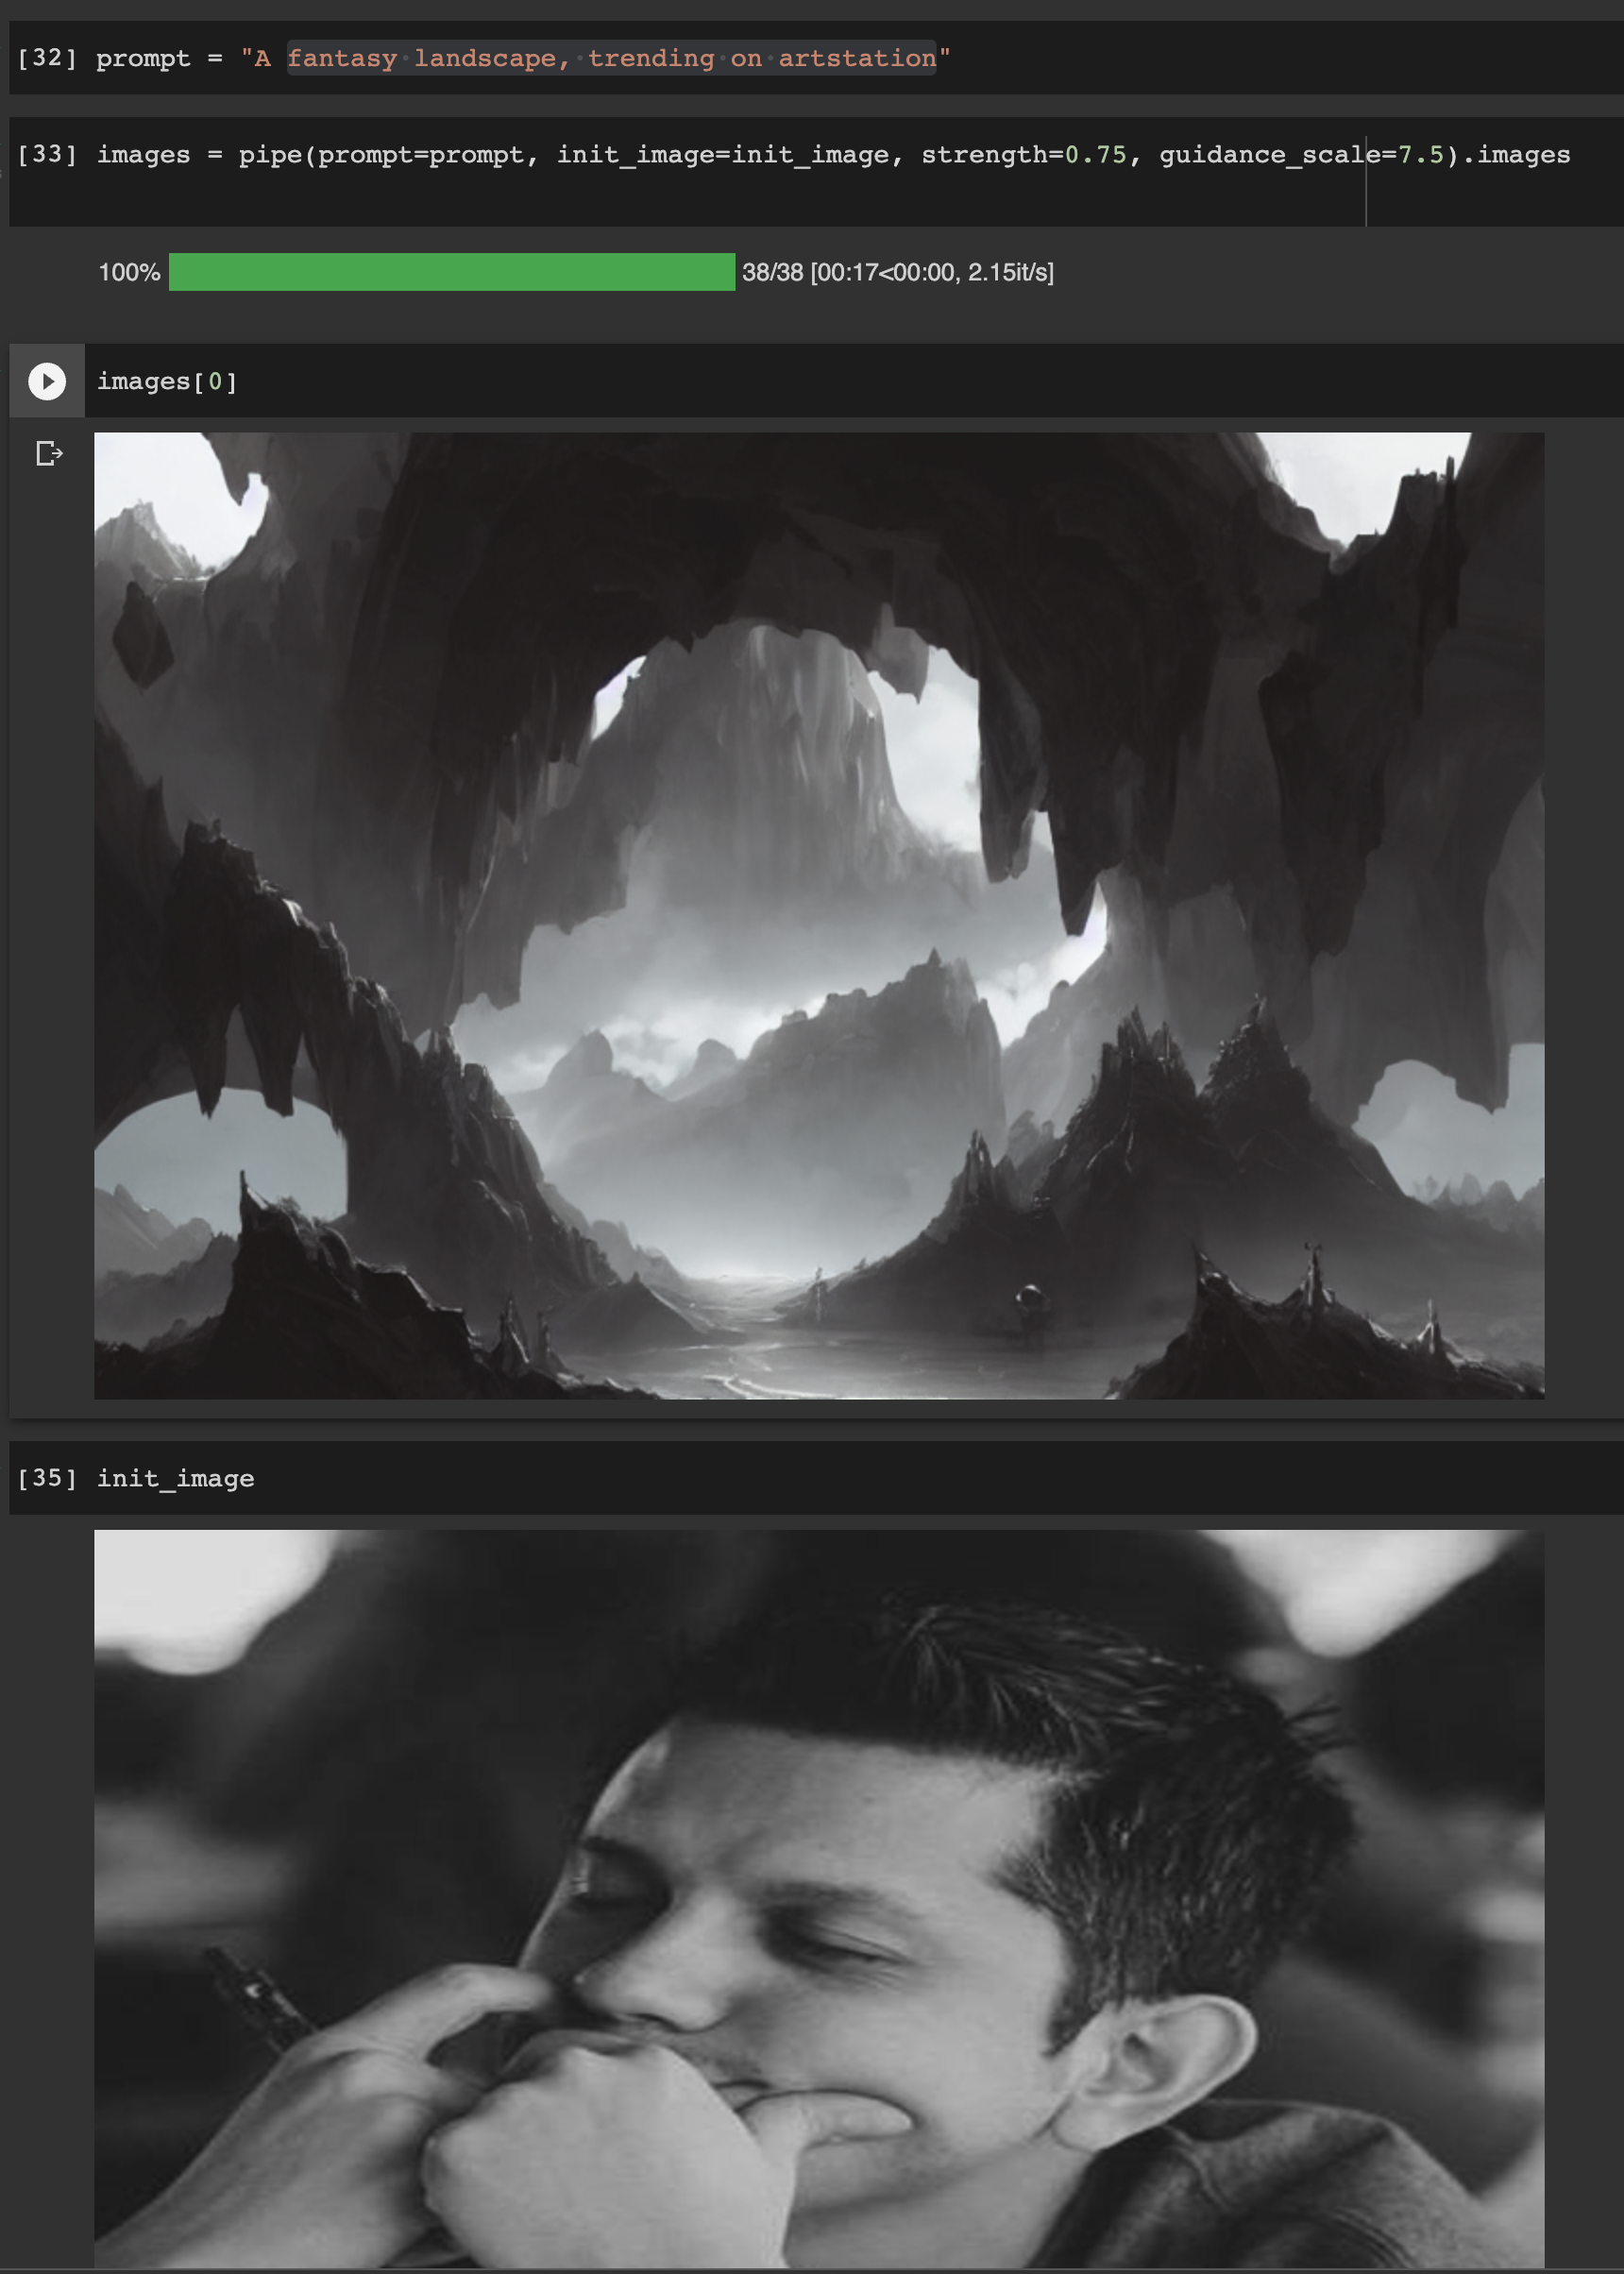 [32] prompt = "A fantasy landscape, trending on artstation"
[33] images = pipe(prompt=prompt, init_image=init_image, strength=0.75, guidance_scale=7.5).images
100% 38/38 [00:17<00:00, 2.15it/s]
images[0]
[35] init_image